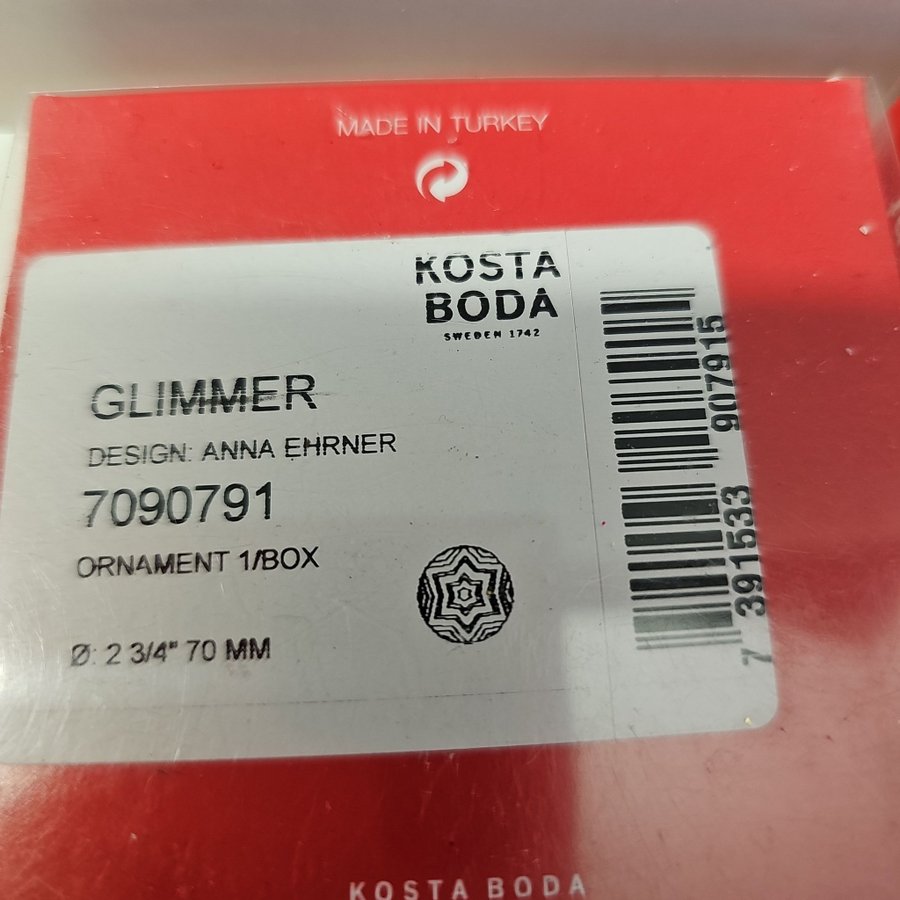 MADE IN TURKEY
KOSTA
BODA
SWEDEN 1742
GLIMMER
DESIGN: ANNA EHRNER
7090791
ORNAMENT 1/BOX
Ø: 2 3/4" 70 MM
7 391533 907915
KOSTA BODA